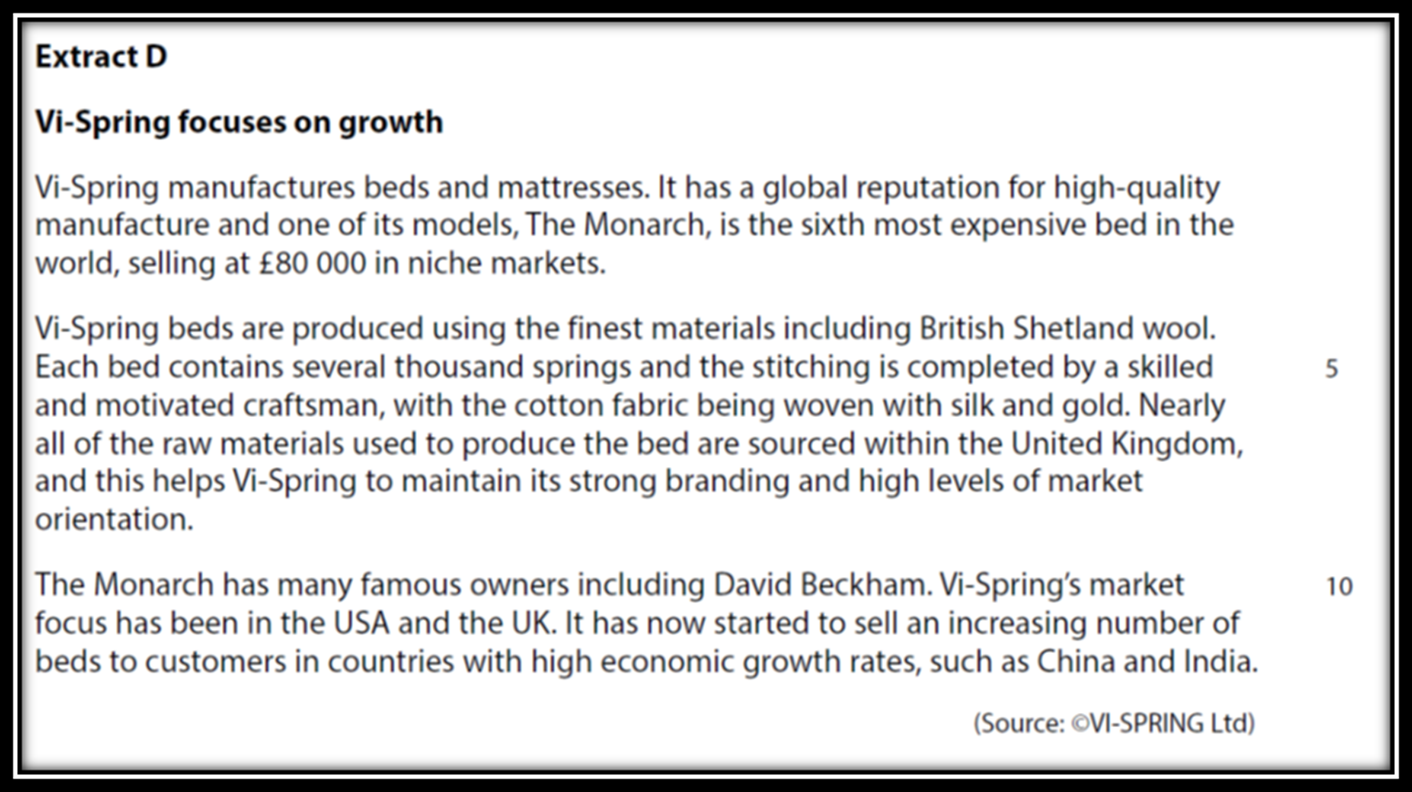 Extract D
Vi-Spring focuses on growth
Vi-Spring manufactures beds and mattresses. It has a global reputation for high-quality
manufacture and one of its models, The Monarch, is the sixth most expensive bed in the
world, selling at £80 000 in niche markets.
Vi-Spring beds are produced using the finest materials including British Shetland wool.
Each bed contains several thousand springs and the stitching is completed by a skilled 5
and motivated craftsman, with the cotton fabric being woven with silk and gold. Nearly
all of the raw materials used to produce the bed are sourced within the United Kingdom,
and this helps Vi-Spring to maintain its strong branding and high levels of market
orientation.
The Monarch has many famous owners including David Beckham. Vi-Spring’s market 10
focus has been in the USA and the UK. It has now started to sell an increasing number of
beds to customers in countries with high economic growth rates, such as China and India.
(Source: ©VI-SPRING Ltd)